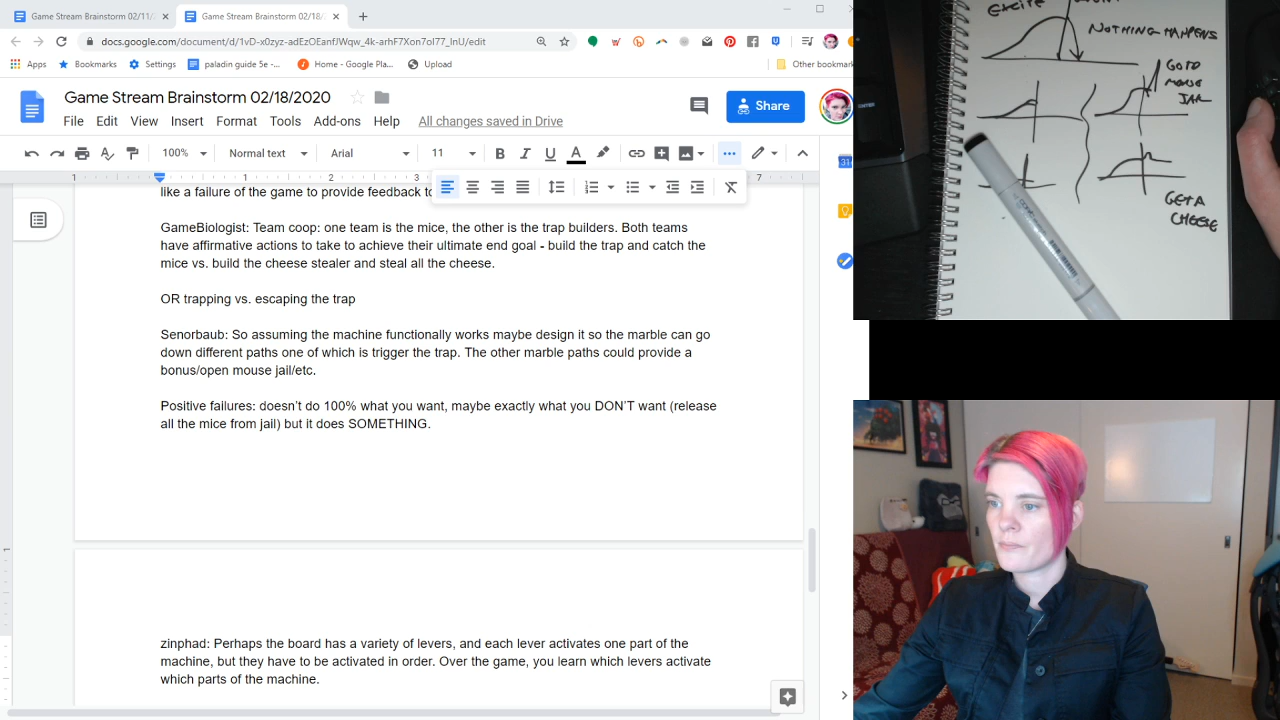 Game Stream Brainstorm 02/11/
Game Stream Brainstorm 02/18/
docs.google.com/document/d/1vD-x0zyz-adEzOEanfJWqw_4k-arhF7Xon7oI77_lnU/edit
Apps
Bookmarks
Settings
paladin guide 5e -...
Home - Google Pla...
Upload
Other bookmark
Game Stream Brainstorm 02/18/2020
Share
File Edit View Insert Format Tools Add-ons Help All changes saved in Drive
100% Normal text Arial 11 B I U A
1 2 3 7
like a failure of the game to provide feedback to
GameBiologist: Team coop: one team is the mice, the other is the trap builders. Both teams
have affirmative actions to take to achieve their ultimate end goal - build the trap and catch the
mice vs. build the cheese stealer and steal all the cheese.
OR trapping vs. escaping the trap
Senorbaub: So assuming the machine functionally works maybe design it so the marble can go
down different paths one of which is trigger the trap. The other marble paths could provide a
bonus/open mouse jail/etc.
Positive failures: doesn’t do 100% what you want, maybe exactly what you DON’T want (release
all the mice from jail) but it does SOMETHING.
1
zinphad: Perhaps the board has a variety of levers, and each lever activates one part of the
machine, but they have to be activated in order. Over the game, you learn which levers activate
which parts of the machine.
31
NOTHING HAPPENS
GO TO
MOUSE
JAIL
GET A
CHEESE